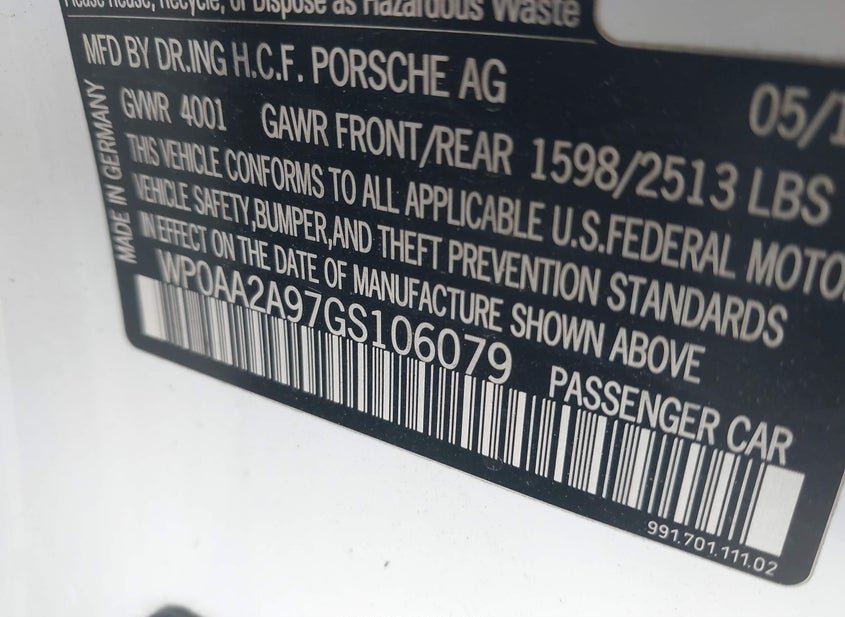 Please Reuse, Recycle, or Dispose as Hazardous Waste
MFD BY DR.ING H.C.F. PORSCHE AG 05/1
GVWR 4001 GAWR FRONT/REAR 1598/2513 LBS
THIS VEHICLE CONFORMS TO ALL APPLICABLE U.S.FEDERAL MOTO
VEHICLE SAFETY,BUMPER,AND THEFT PREVENTION STANDARDS
IN EFFECT ON THE DATE OF MANUFACTURE SHOWN ABOVE
WP0AA2A97GS106079 PASSENGER CAR
MADE IN GERMANY
991.701.111.02